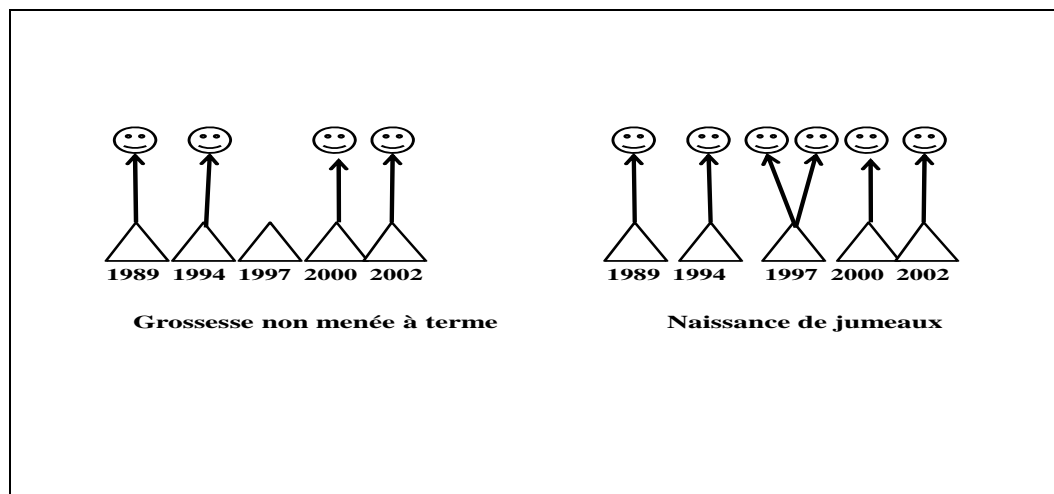 1989 1994 1997 2000 2002
1989 1994 1997 2000 2002
Grossesse non menée à terme
Naissance de jumeaux